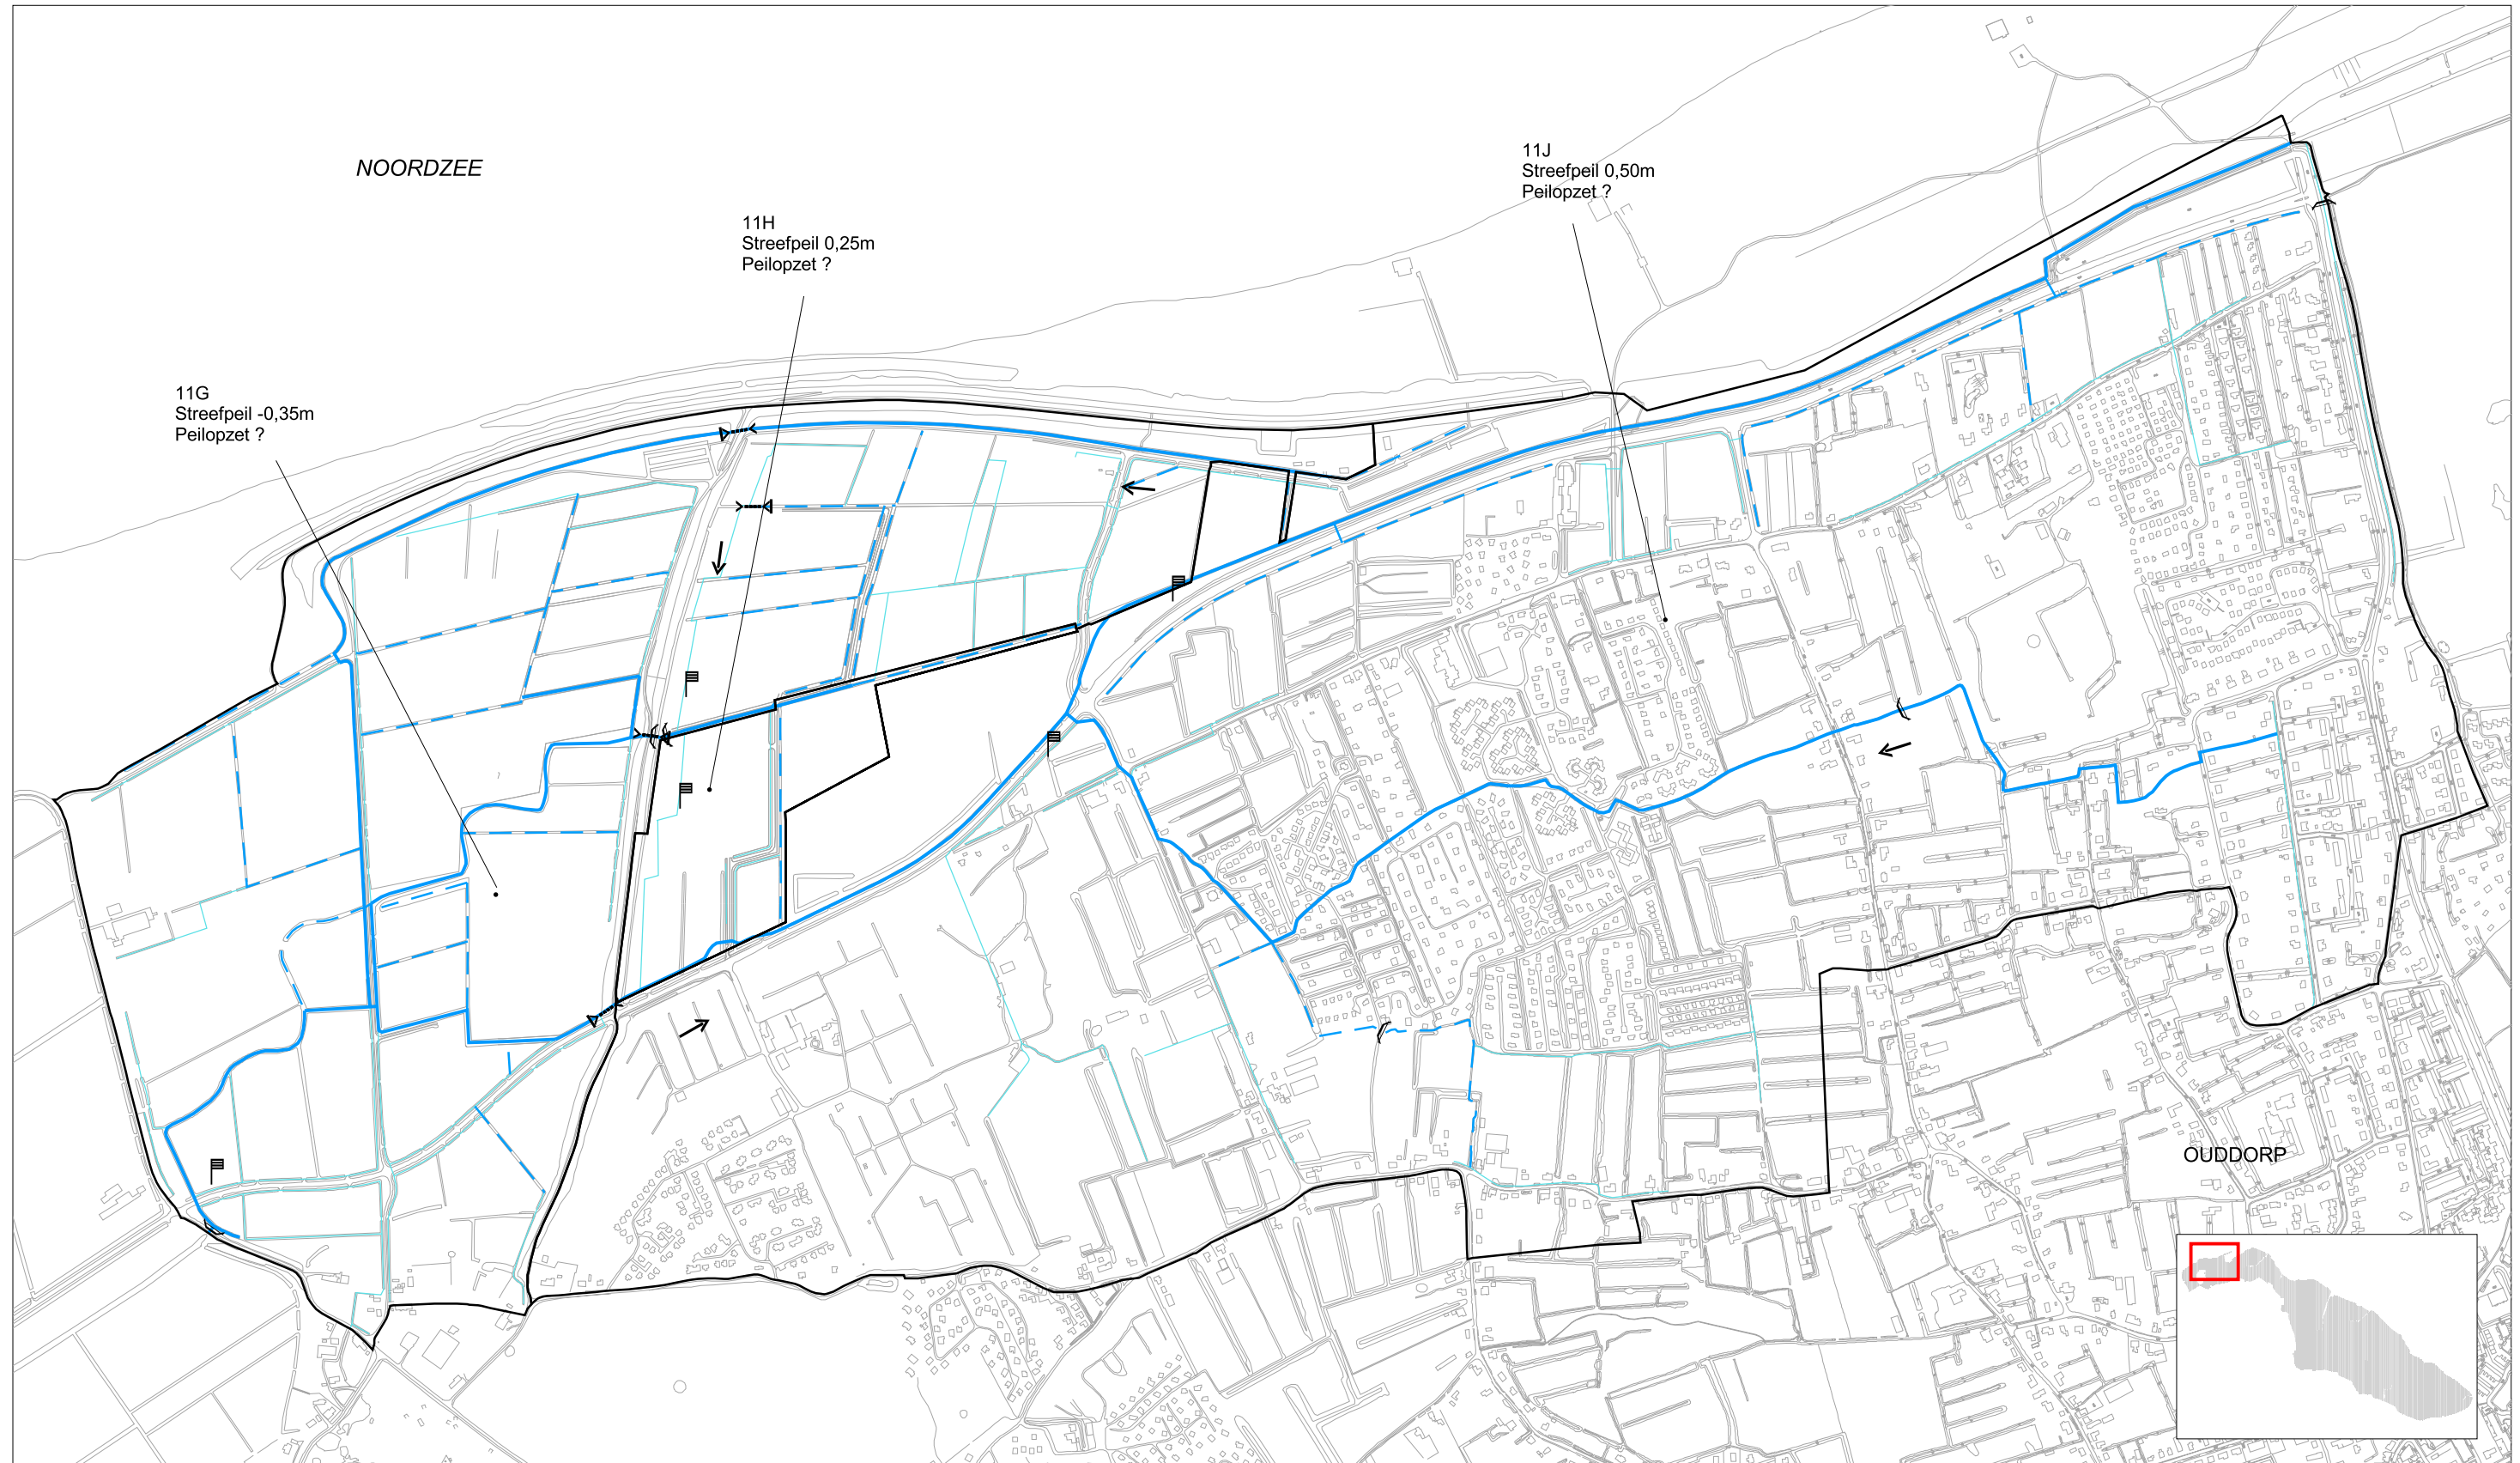 NOORDZEE
11J
Streefpeil 0,50m
Peilopzet ?
11H
Streefpeil 0,25m
Peilopzet ?
11G
Streefpeil -0,35m
Peilopzet ?
OUDDORP